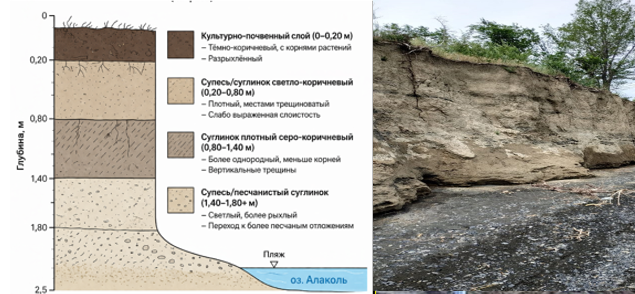 0
0,20
0,80
1,40
1,80
2,5
Глубина, м
Культурно-почвенный слой (0–0,20 м)
– Тёмно-коричневый, с корнями растений
– Разрыхлённый
Супесь/суглинок светло-коричневый
(0,20–0,80 м)
– Плотный, местами трещиноватый
– Слабо выраженная слоистость
Суглинок плотный серо-коричневый
(0,80–1,40 м)
– Более однородный, меньше корней
– Вертикальные трещины
Супесь/песчанистый суглинок
(1,40–1,80+ м)
– Светлый, более рыхлый
– Переход к более песчаным отложениям
Пляж
оз. Алаколь